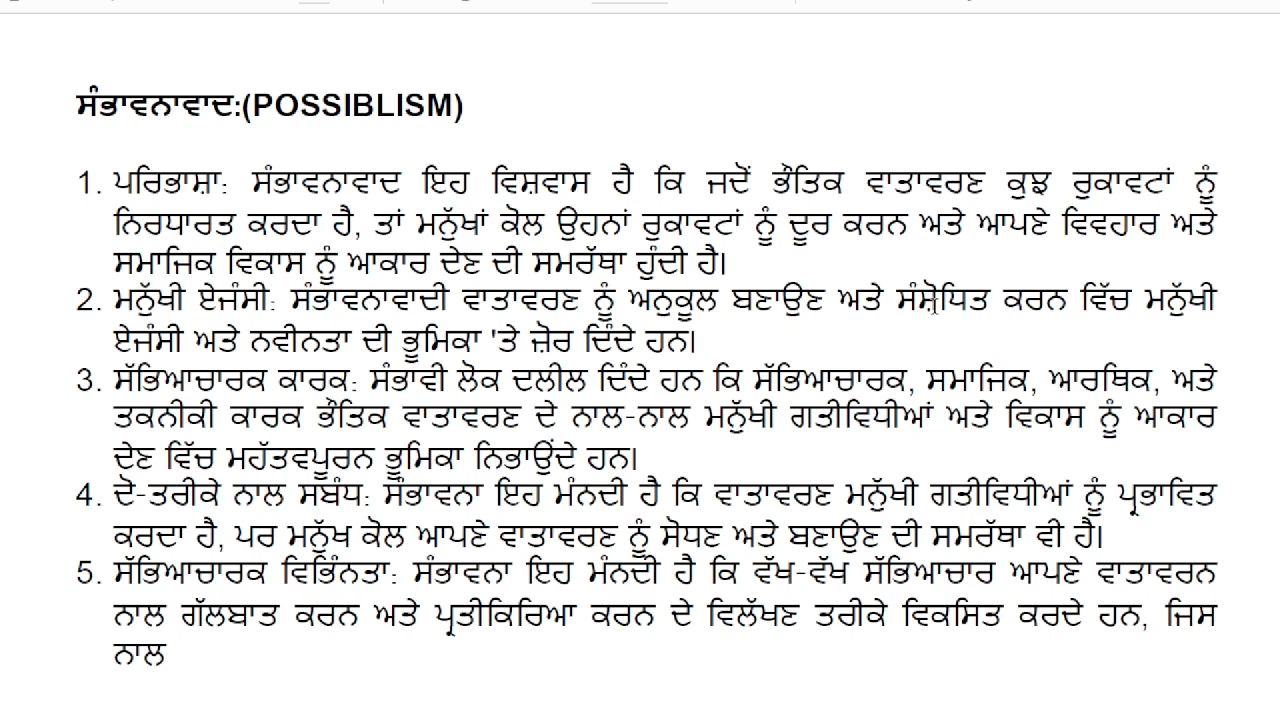 ਸੰਭਾਵਨਾਵਾਦ:(POSSIBLISM)
1. ਪਰਿਭਾਸ਼ਾ: ਸੰਭਾਵਨਾਵਾਦ ਇਹ ਵਿਸ਼ਵਾਸ ਹੈ ਕਿ ਜਦੋਂ ਭੌਤਿਕ ਵਾਤਾਵਰਣ ਕੁਝ ਰੁਕਾਵਟਾਂ ਨੂੰ
ਨਿਰਧਾਰਤ ਕਰਦਾ ਹੈ, ਤਾਂ ਮਨੁੱਖਾਂ ਕੋਲ ਉਹਨਾਂ ਰੁਕਾਵਟਾਂ ਨੂੰ ਦੂਰ ਕਰਨ ਅਤੇ ਆਪਣੇ ਵਿਵਹਾਰ ਅਤੇ
ਸਮਾਜਿਕ ਵਿਕਾਸ ਨੂੰ ਆਕਾਰ ਦੇਣ ਦੀ ਸਮਰੱਥਾ ਹੁੰਦੀ ਹੈ।
2. ਮਨੁੱਖੀ ਏਜੰਸੀ: ਸੰਭਾਵਨਾਵਾਦੀ ਵਾਤਾਵਰਣ ਨੂੰ ਅਨੁਕੂਲ ਬਣਾਉਣ ਅਤੇ ਸੰਸ਼ੋਧਿਤ ਕਰਨ ਵਿੱਚ ਮਨੁੱਖੀ
ਏਜੰਸੀ ਅਤੇ ਨਵੀਨਤਾ ਦੀ ਭੂਮਿਕਾ 'ਤੇ ਜ਼ੋਰ ਦਿੰਦੇ ਹਨ।
3. ਸੱਭਿਆਚਾਰਕ ਕਾਰਕ: ਸੰਭਾਵੀ ਲੋਕ ਦਲੀਲ ਦਿੰਦੇ ਹਨ ਕਿ ਸੱਭਿਆਚਾਰਕ, ਸਮਾਜਿਕ, ਆਰਥਿਕ, ਅਤੇ
ਤਕਨੀਕੀ ਕਾਰਕ ਭੌਤਿਕ ਵਾਤਾਵਰਣ ਦੇ ਨਾਲ-ਨਾਲ ਮਨੁੱਖੀ ਗਤੀਵਿਧੀਆਂ ਅਤੇ ਵਿਕਾਸ ਨੂੰ ਆਕਾਰ
ਦੇਣ ਵਿੱਚ ਮਹੱਤਵਪੂਰਨ ਭੂਮਿਕਾ ਨਿਭਾਉਂਦੇ ਹਨ।
4. ਦੋ-ਤਰੀਕੇ ਨਾਲ ਸਬੰਧ: ਸੰਭਾਵਨਾ ਇਹ ਮੰਨਦੀ ਹੈ ਕਿ ਵਾਤਾਵਰਣ ਮਨੁੱਖੀ ਗਤੀਵਿਧੀਆਂ ਨੂੰ ਪ੍ਰਭਾਵਿਤ
ਕਰਦਾ ਹੈ, ਪਰ ਮਨੁੱਖ ਕੋਲ ਆਪਣੇ ਵਾਤਾਵਰਣ ਨੂੰ ਸੋਧਣ ਅਤੇ ਬਣਾਉਣ ਦੀ ਸਮਰੱਥਾ ਵੀ ਹੈ।
5. ਸੱਭਿਆਚਾਰਕ ਵਿਭਿੰਨਤਾ: ਸੰਭਾਵਨਾ ਇਹ ਮੰਨਦੀ ਹੈ ਕਿ ਵੱਖ-ਵੱਖ ਸੱਭਿਆਚਾਰ ਆਪਣੇ ਵਾਤਾਵਰਨ
ਨਾਲ ਗੱਲਬਾਤ ਕਰਨ ਅਤੇ ਪ੍ਰਤੀਕਿਰਿਆ ਕਰਨ ਦੇ ਵਿਲੱਖਣ ਤਰੀਕੇ ਵਿਕਸਿਤ ਕਰਦੇ ਹਨ, ਜਿਸ
ਨਾਲ